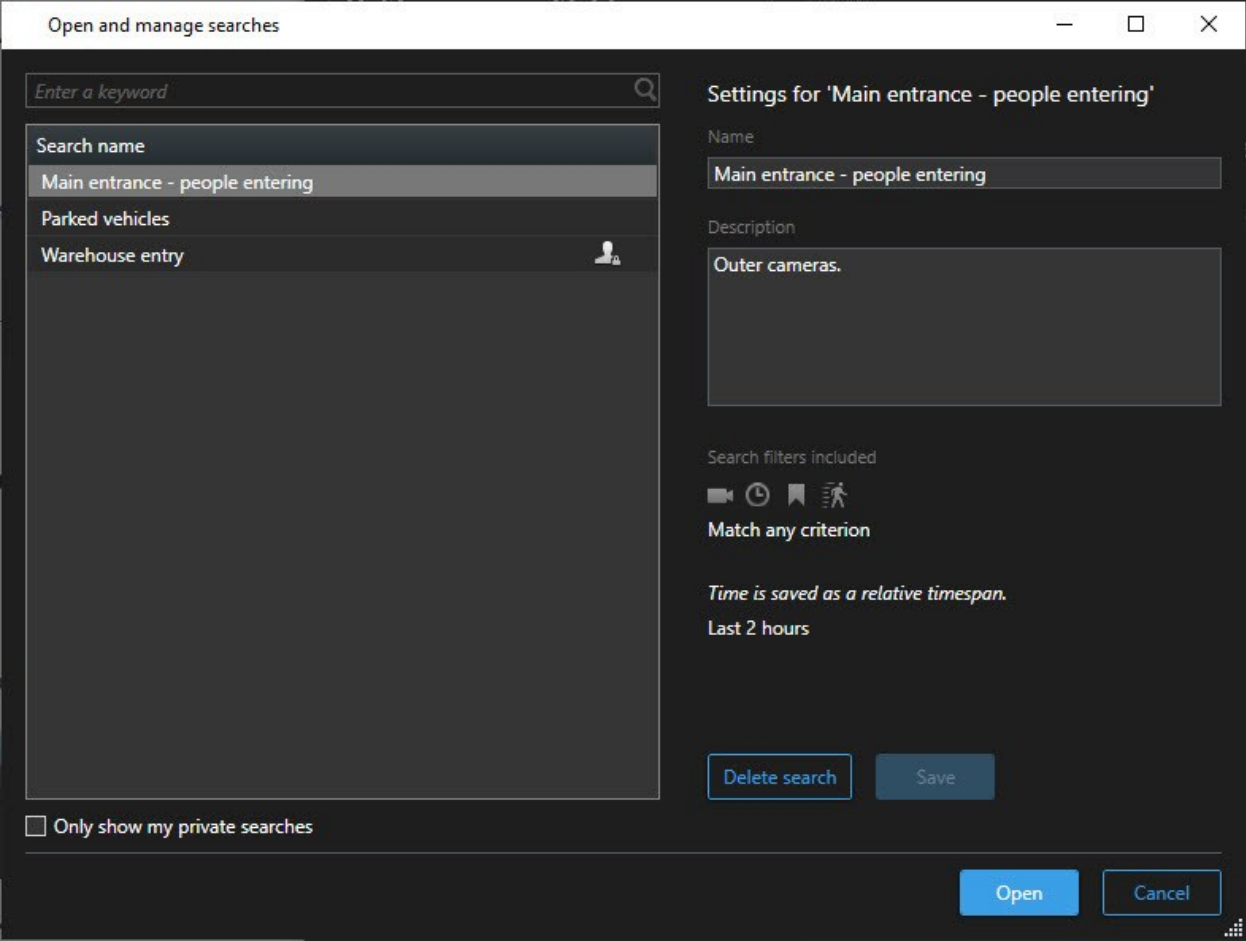 Open and manage searches
Enter a keyword
Search name
Main entrance - people entering
Parked vehicles
Warehouse entry
Only show my private searches
Settings for 'Main entrance - people entering'
Name
Main entrance - people entering
Description
Outer cameras.
Search filters included
Match any criterion
Time is saved as a relative timespan.
Last 2 hours
Delete search
Save
Open
Cancel